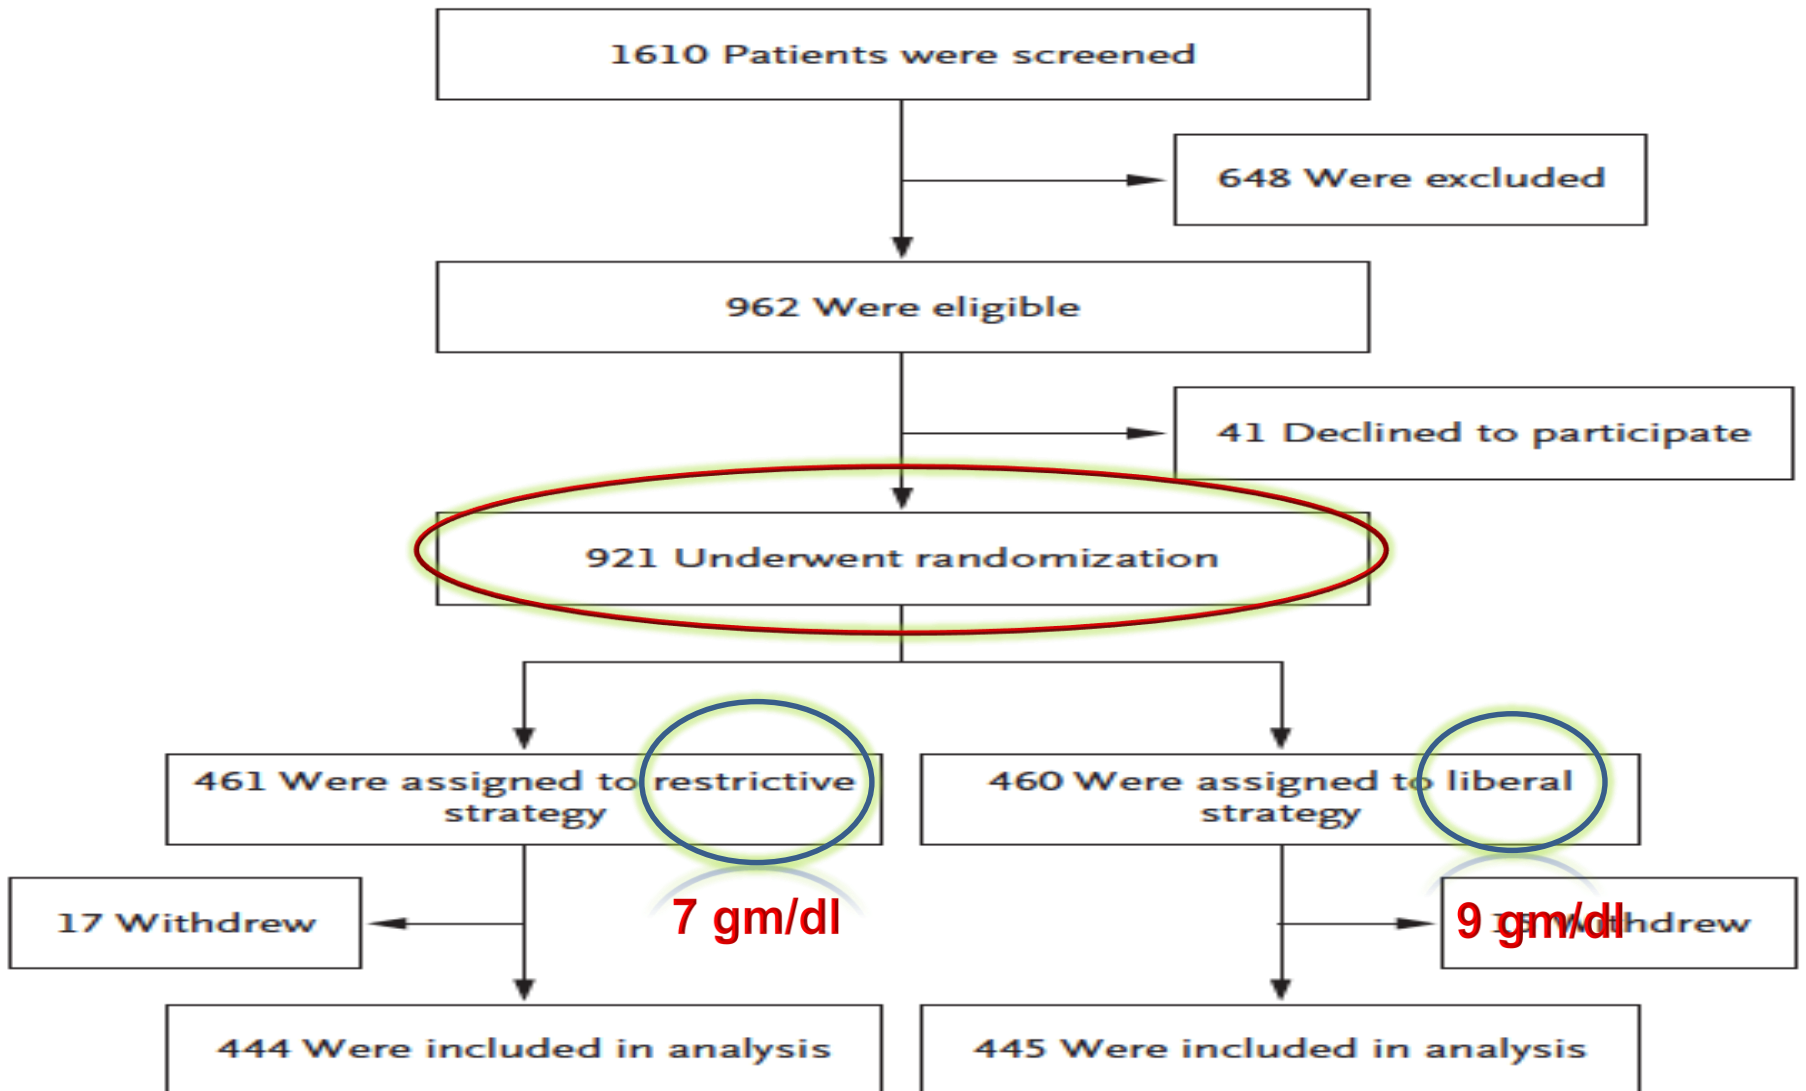 1610 Patients were screened
648 Were excluded
962 Were eligible
41 Declined to participate
921 Underwent randomization
461 Were assigned to restrictive
strategy
460 Were assigned to liberal
strategy
17 Withdrew
7 gm/dl
9 gm/dl
Withdrew
444 Were included in analysis
445 Were included in analysis